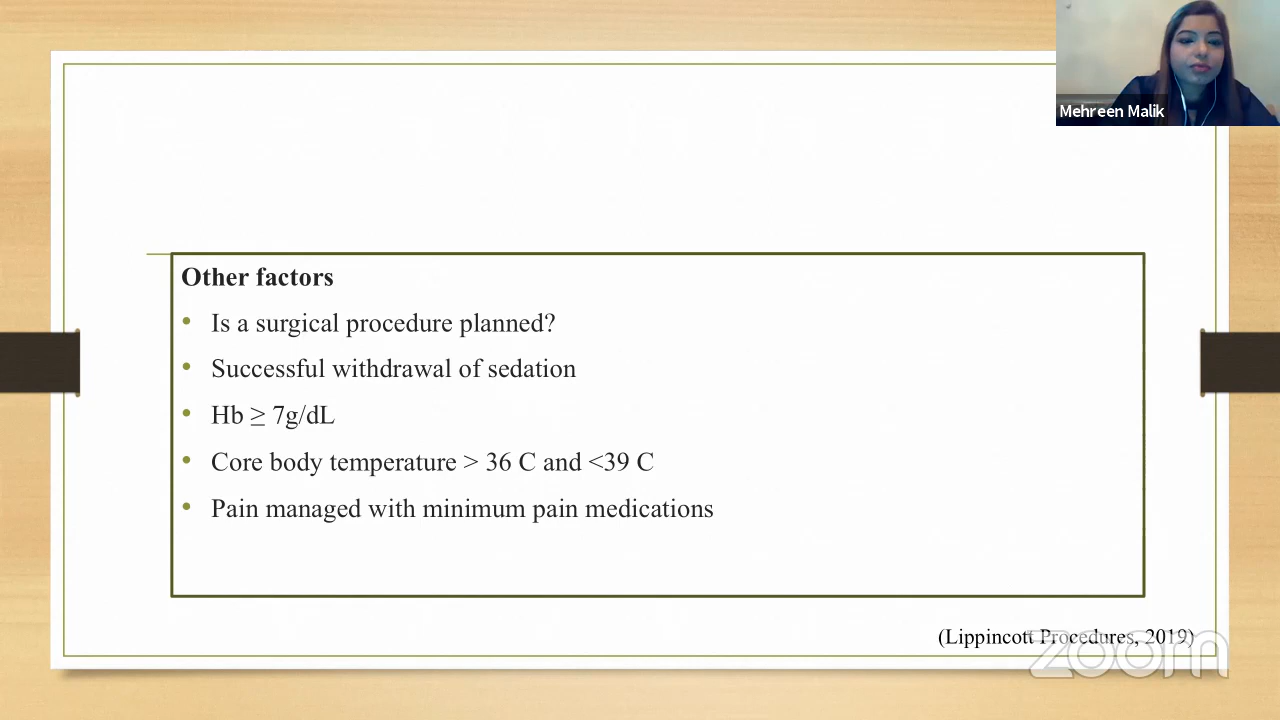 Mehreen Malik
Other factors
• Is a surgical procedure planned?
• Successful withdrawal of sedation
• Hb ≥ 7g/dL
• Core body temperature > 36 C and <39 C
• Pain managed with minimum pain medications
(Lippincott Procedures, 2019)
zoom